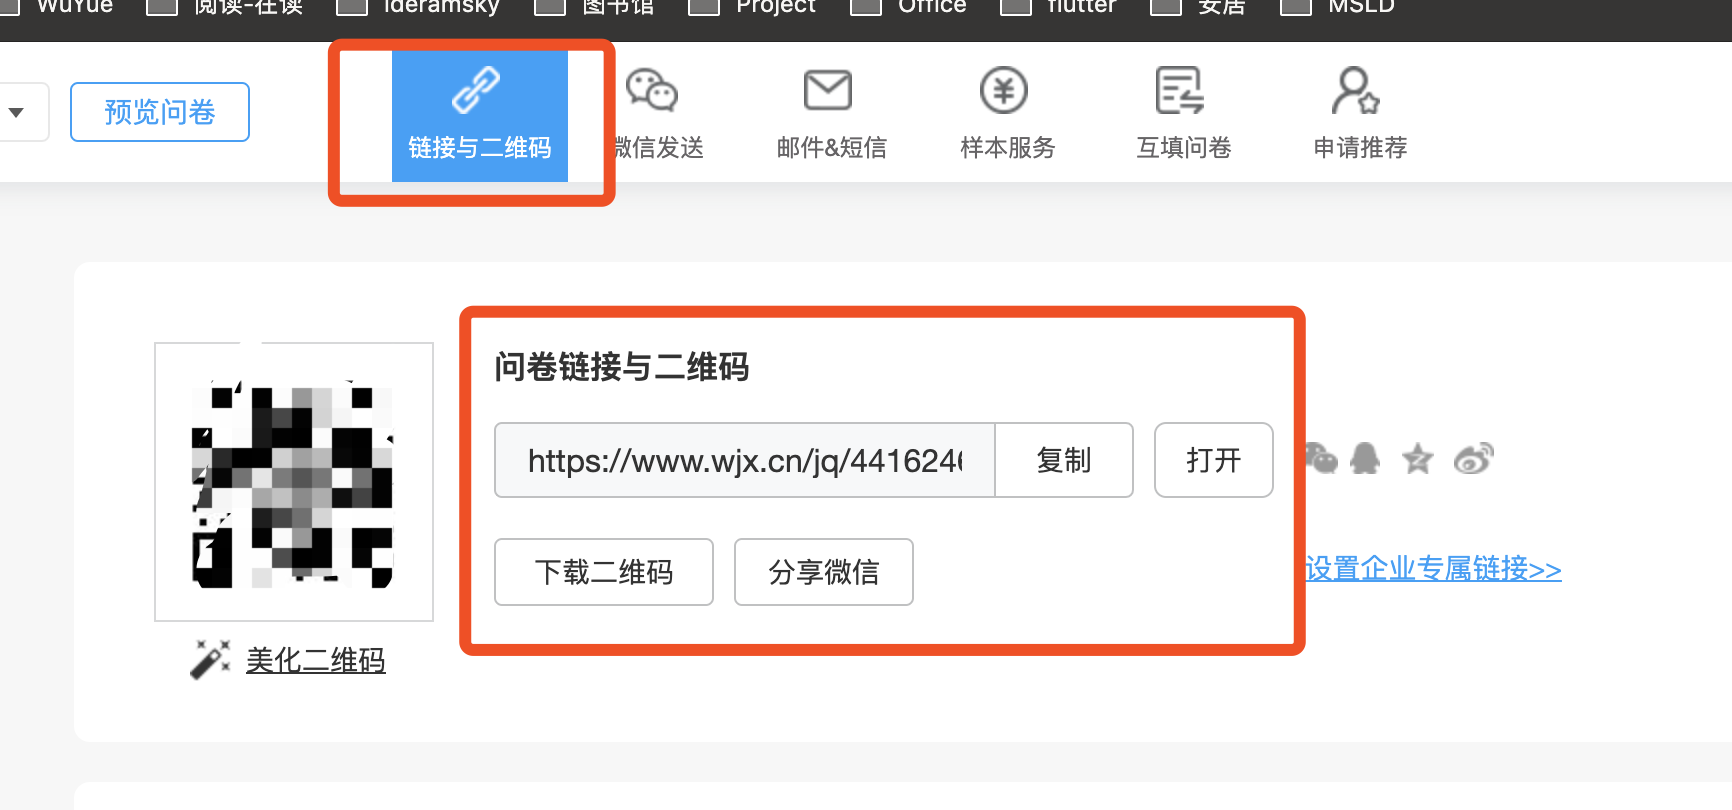 WuYue 阅读-在读 ideramsky 图书馆 Project Office flutter 安居 MSLD
预览问卷
链接与二维码 微信发送 邮件&短信 样本服务 互填问卷 申请推荐
问卷链接与二维码
https://www.wjx.cn/jq/4416246 复制 打开
设置企业专属链接>>
下载二维码 分享微信
美化二维码